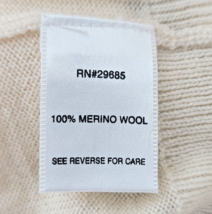 RN#29685
100% MERINO WOOL
SEE REVERSE FOR CARE